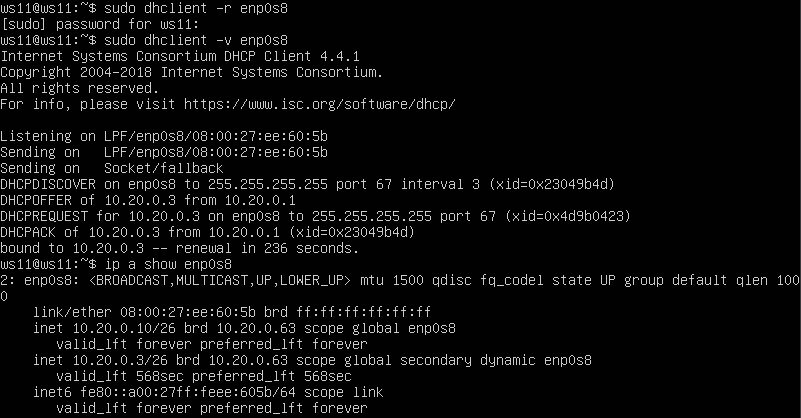 ws11@ws11:~$ sudo dhclient -r enp0s8
[sudo] password for ws11:
ws11@ws11:~$ sudo dhclient -v enp0s8
Internet Systems Consortium DHCP Client 4.4.1
Copyright 2004-2018 Internet Systems Consortium.
All rights reserved.
For info, please visit https://www.isc.org/software/dhcp/

Listening on LPF/enp0s8/08:00:27:ee:60:5b
Sending on   LPF/enp0s8/08:00:27:ee:60:5b
Sending on   Socket/fallback
DHCPDISCOVER on enp0s8 to 255.255.255.255 port 67 interval 3 (xid=0x23049b4d)
DHCPOFFER of 10.20.0.3 from 10.20.0.1
DHCPREQUEST for 10.20.0.3 on enp0s8 to 255.255.255.255 port 67 (xid=0x4d9b0423)
DHCPACK of 10.20.0.3 from 10.20.0.1 (xid=0x23049b4d)
bound to 10.20.0.3 -- renewal in 236 seconds.
ws11@ws11:~$ ip a show enp0s8
2: enp0s8: <BROADCAST,MULTICAST,UP,LOWER_UP> mtu 1500 qdisc fq_codel state UP group default qlen 100
0
    link/ether 08:00:27:ee:60:5b brd ff:ff:ff:ff:ff:ff
    inet 10.20.0.10/26 brd 10.20.0.63 scope global enp0s8
       valid_lft forever preferred_lft forever
    inet 10.20.0.3/26 brd 10.20.0.63 scope global secondary dynamic enp0s8
       valid_lft 568sec preferred_lft 568sec
    inet6 fe80::a00:27ff:feee:605b/64 scope link
       valid_lft forever preferred_lft forever